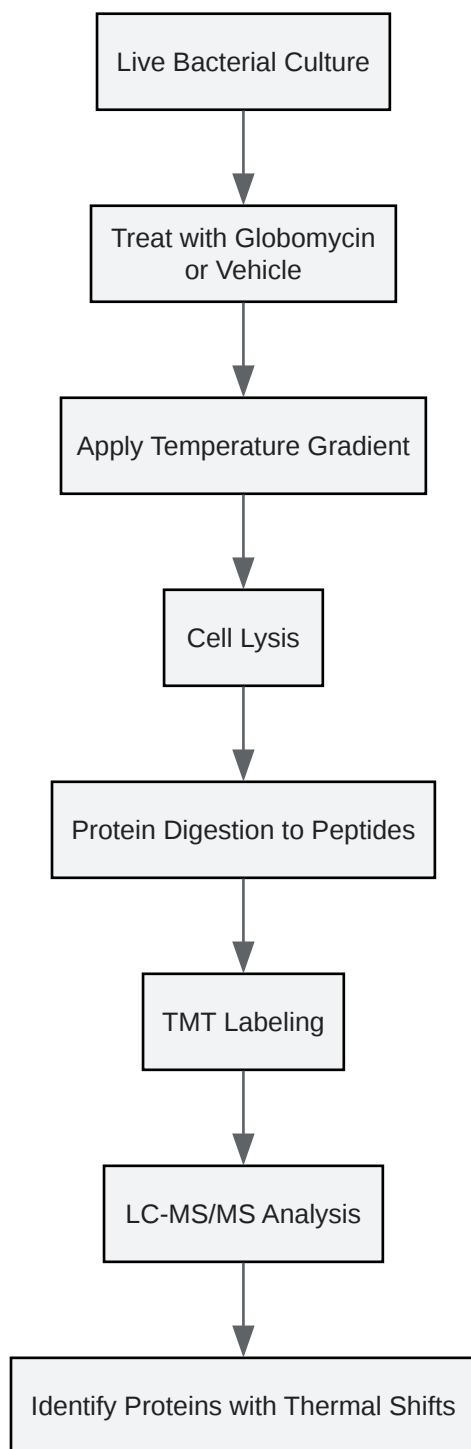 Live Bacterial Culture
Treat with Globomycin
or Vehicle
Apply Temperature Gradient
Cell Lysis
Protein Digestion to Peptides
TMT Labeling
LC-MS/MS Analysis
Identify Proteins with Thermal Shifts